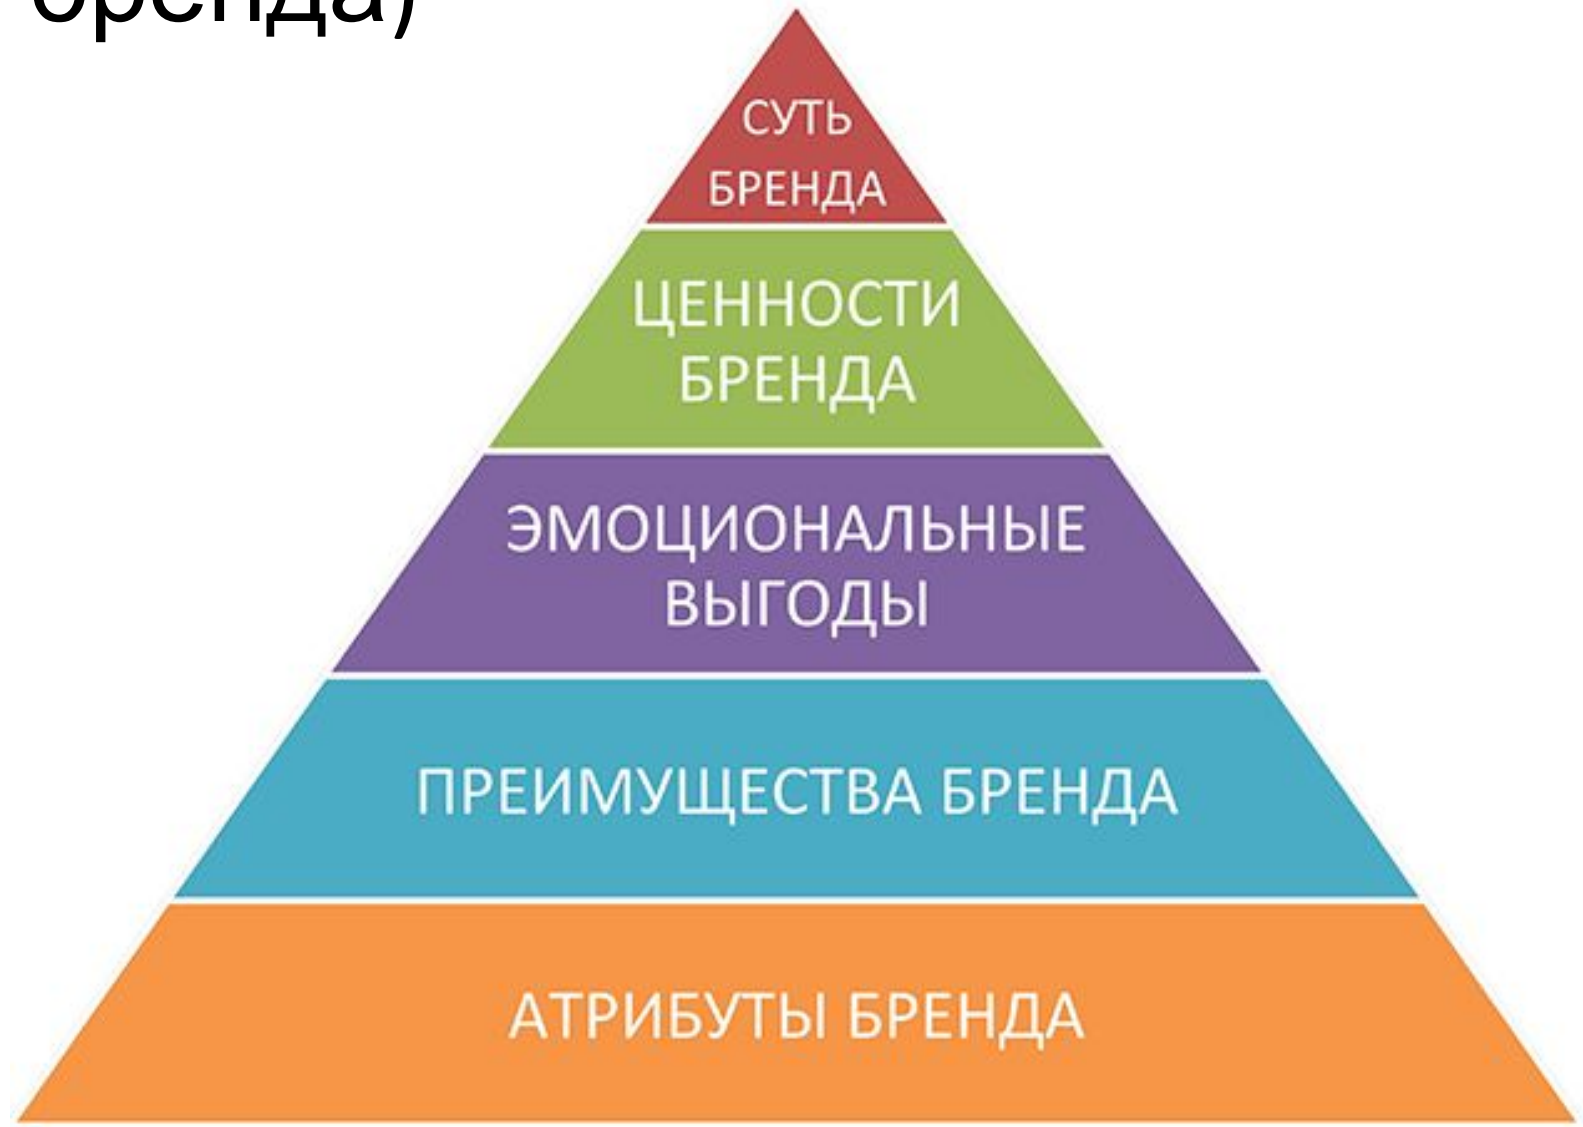 бренда)
СУТЬ
БРЕНДА
ЦЕННОСТИ
БРЕНДА
ЭМОЦИОНАЛЬНЫЕ
ВЫГОДЫ
ПРЕИМУЩЕСТВА БРЕНДА
АТРИБУТЫ БРЕНДА